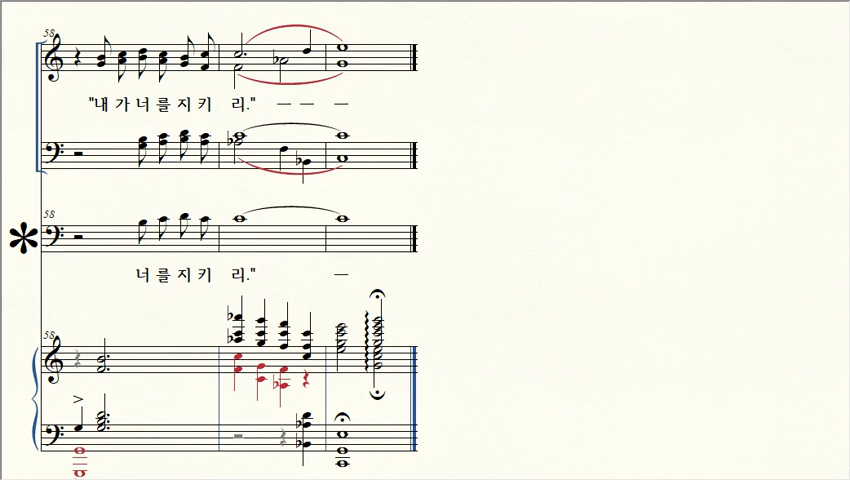 58
"내 가 너 를 지 키 리." — — —
58
너 를 지 키 리." —
58